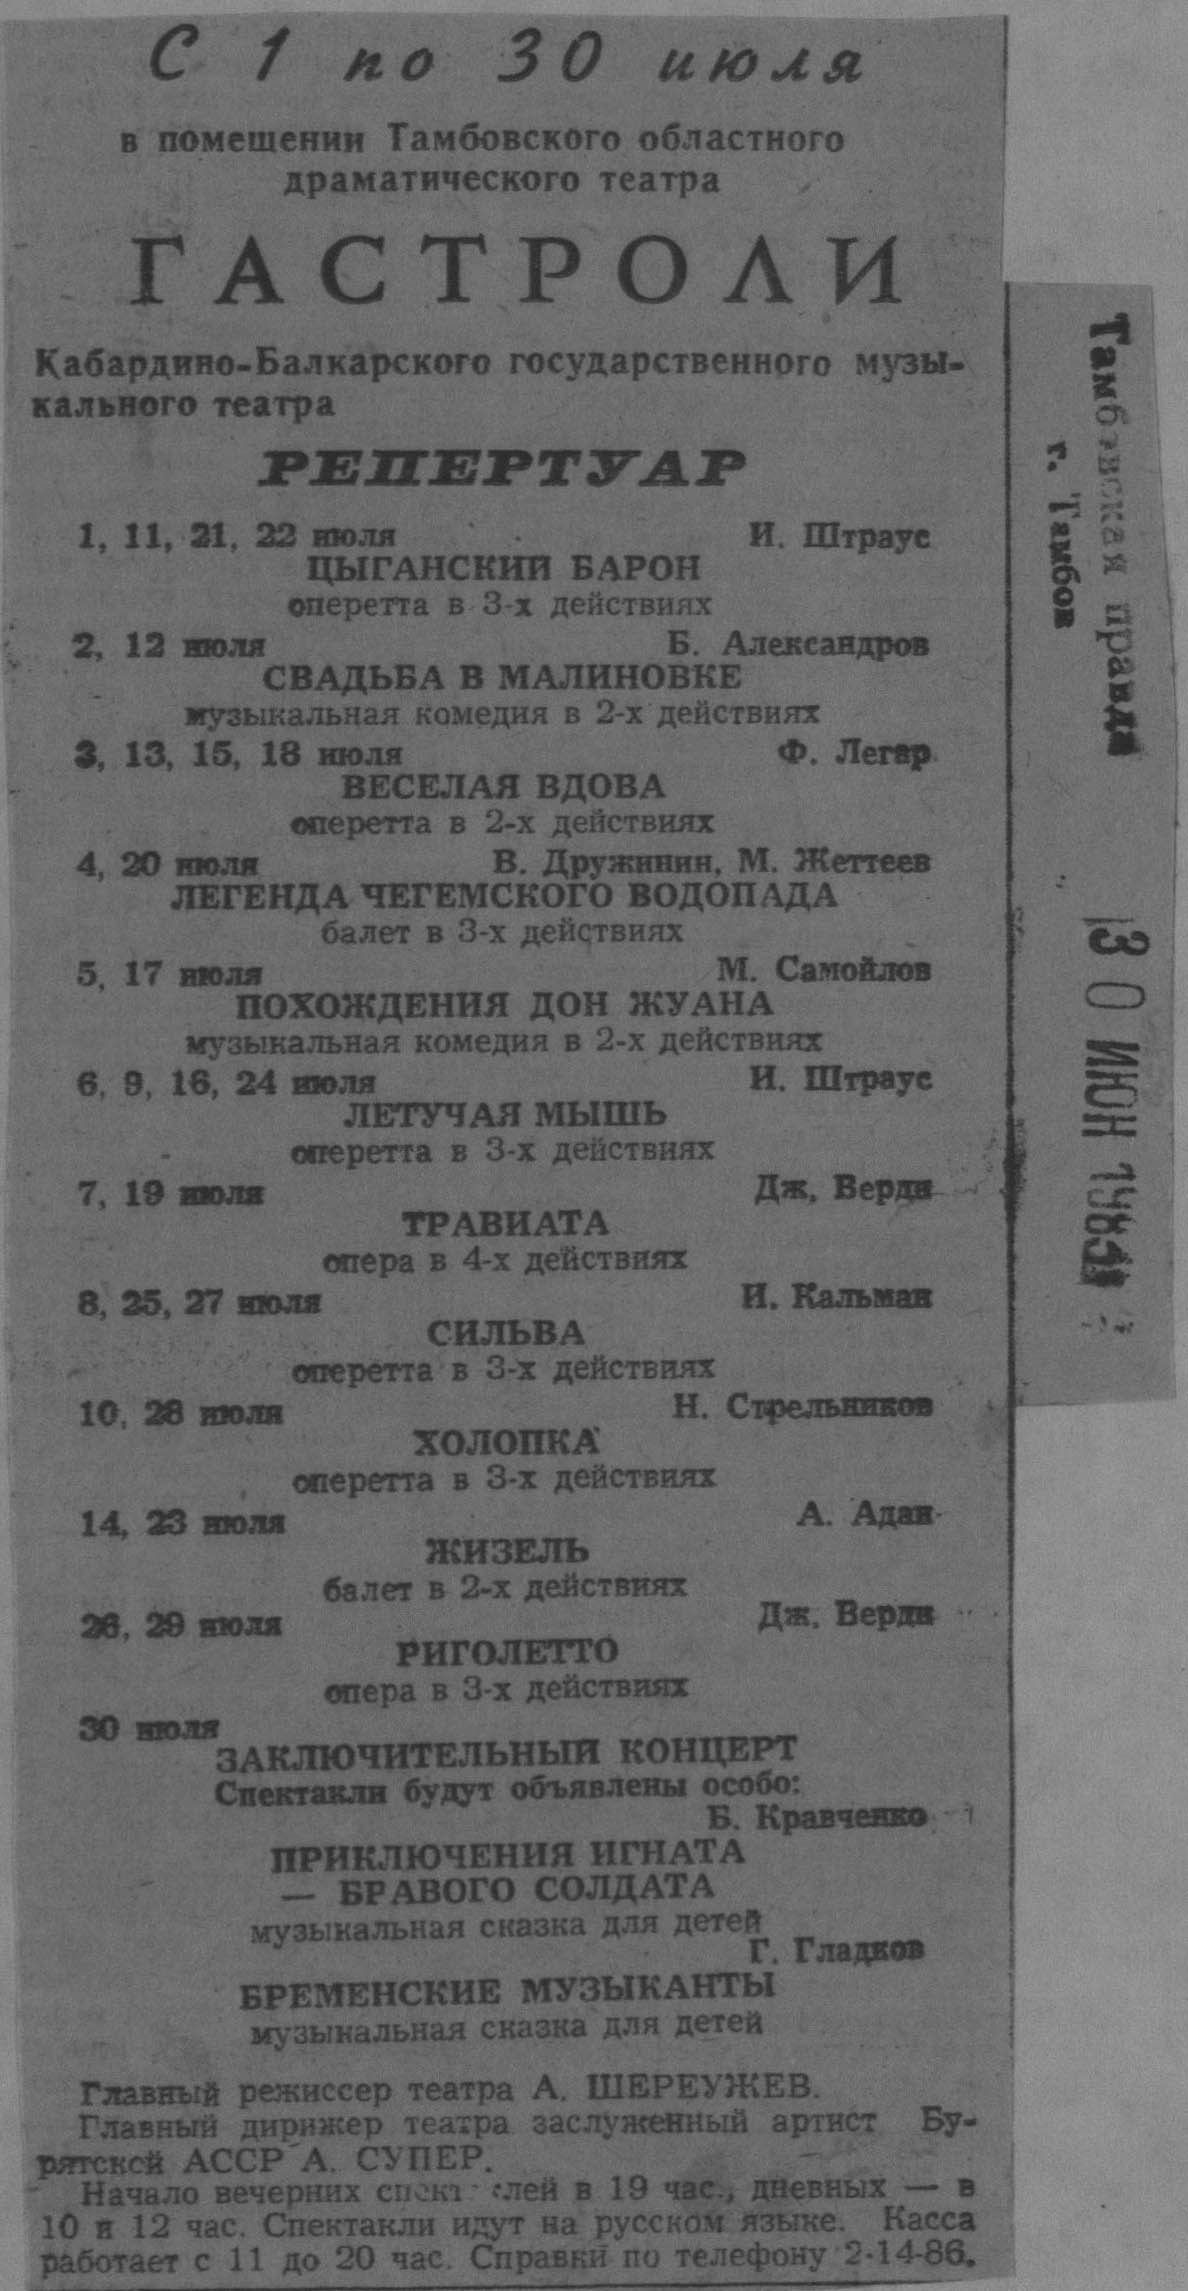 С 1 по 30 июля
в помещении Тамбовского областного
драматического театра
ГАСТРОЛИ
Кабардино-Балкарского государственного музы-
кального театра
РЕПЕРТУАР
1, 11, 21, 22 июля И. Штраус
ЦЫГАНСКИЙ БАРОН
оперетта в 3-х действиях
2, 12 июля Б. Александров
СВАДЬБА В МАЛИНОВКЕ
музыкальная комедия в 2-х действиях
3, 13, 15, 18 июля Ф. Легар
ВЕСЕЛАЯ ВДОВА
оперетта в 2-х действиях
4, 20 июля В. Дружинин, М. Жеттеев
ЛЕГЕНДА ЧЕГЕМСКОГО ВОДОПАДА
балет в 3-х действиях
5, 17 июля М. Самойлов
ПОХОЖДЕНИЯ ДОН ЖУАНА
музыкальная комедия в 2-х действиях
6, 9, 16, 24 июля И. Штраус
ЛЕТУЧАЯ МЫШЬ
оперетта в 3-х действиях
7, 19 июля Дж. Верди
ТРАВИАТА
опера в 4-х действиях
8, 25, 27 июля И. Кальман
СИЛЬВА
оперетта в 3-х действиях
10, 28 июля Н. Стрельников
ХОЛОПКА
оперетта в 3-х действиях
14, 23 июля А. Адан
ЖИЗЕЛЬ
балет в 2-х действиях
26, 29 июля Дж. Верди
РИГОЛЕТТО
опера в 3-х действиях
30 июля
ЗАКЛЮЧИТЕЛЬНЫЙ КОНЦЕРТ
Спектакли будут объявлены особо:
Б. Кравченко
ПРИКЛЮЧЕНИЯ ИГНАТА
— БРАВОГО СОЛДАТА
музыкальная сказка для детей
Г. Гладков
БРЕМЕНСКИЕ МУЗЫКАНТЫ
музыкальная сказка для детей
Главный режиссер театра А. ШЕРЕУЖЕВ.
Главный дирижер театра заслуженный артист Бу-
рятской АССР А. СУПЕР.
Начало вечерних спектаклей в 19 час., дневных — в
10 и 12 час. Спектакли идут на русском языке. Касса
работает с 11 до 20 час. Справки по телефону 2-14-86.
Тамбовская правда
г. Тамбов
30 ИЮН